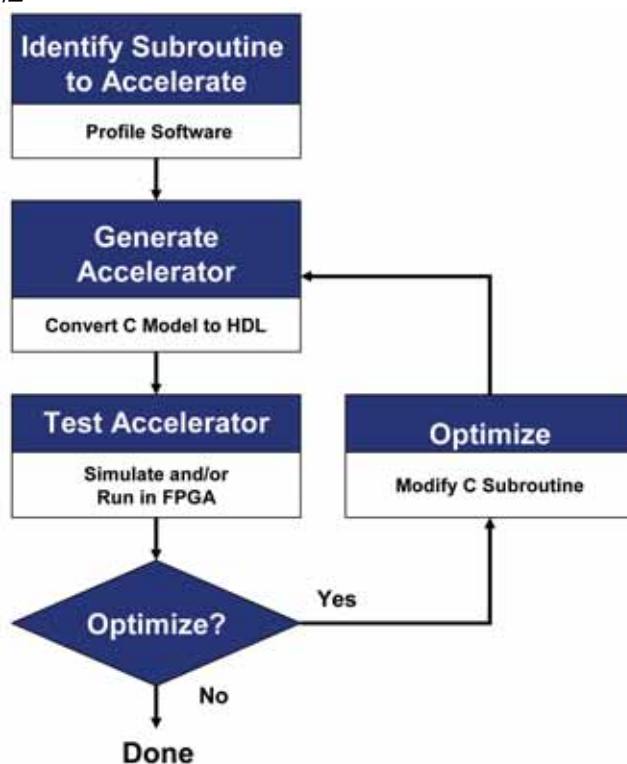 Identify Subroutine
to Accelerate
Profile Software
Generate
Accelerator
Convert C Model to HDL
Test Accelerator
Simulate and/or
Run in FPGA
Optimize
Modify C Subroutine
Optimize?
Yes
No
Done